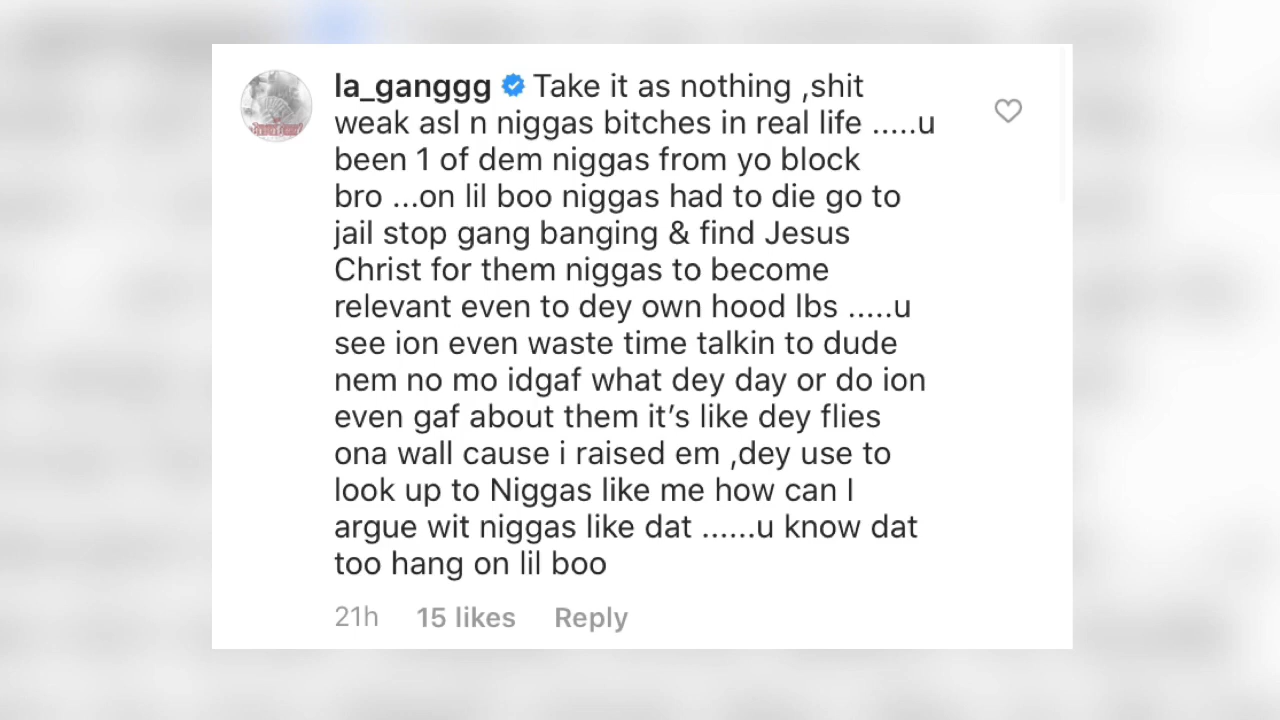 la_ganggg Take it as nothing ,shit
weak asl n niggas bitches in real life .....u
been 1 of dem niggas from yo block
bro ...on lil boo niggas had to die go to
jail stop gang banging & find Jesus
Christ for them niggas to become
relevant even to dey own hood lbs .....u
see ion even waste time talkin to dude
nem no mo idgaf what dey day or do ion
even gaf about them it’s like dey flies
ona wall cause i raised em ,dey use to
look up to Niggas like me how can I
argue wit niggas like dat ......u know dat
too hang on lil boo
21h 15 likes Reply